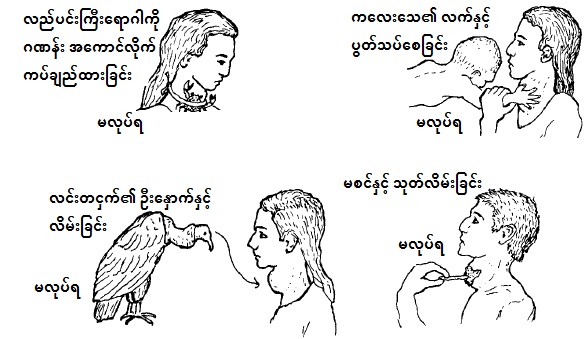 လည်ပင်းကြီးရောဂါကို
ဂဏန်း အကောင်လိုက်
ကပ်ချည်ထားခြင်း
မလုပ်ရ
ကလေးသေ၏ လက်နှင့်
ပွတ်သပ်စေခြင်း
မလုပ်ရ
လင်းတငှက်၏ ဦးနှောက်နှင့်
လိမ်းခြင်း
မလုပ်ရ
မစင်နှင့် သုတ်လိမ်းခြင်း
မလုပ်ရ